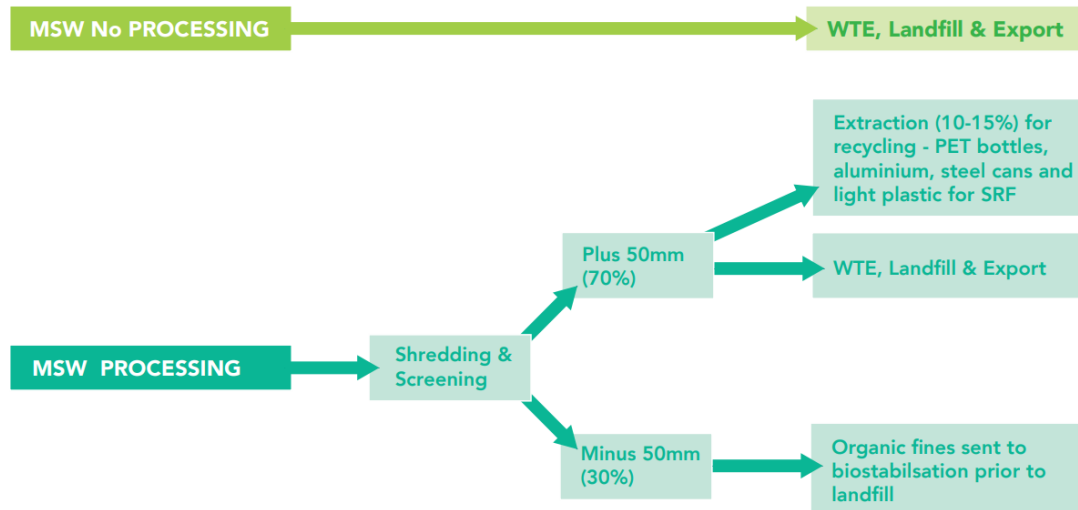 MSW No PROCESSING
WTE, Landfill & Export
Extraction (10-15%) for
recycling - PET bottles,
aluminium, steel cans and
light plastic for SRF
Plus 50mm
(70%)
WTE, Landfill & Export
MSW  PROCESSING
Shredding &
Screening
Minus 50mm
(30%)
Organic fines sent to
biostabilsation prior to
landfill